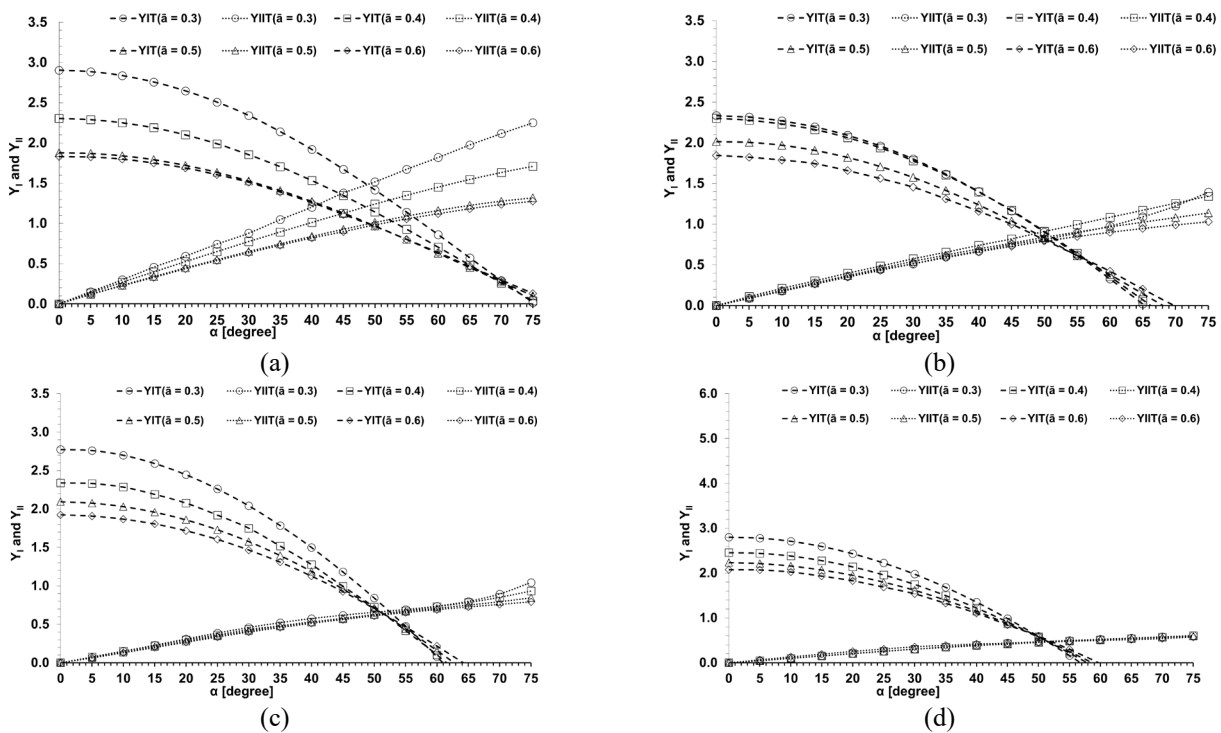 YIT(ā = 0.3) YIIT(ā = 0.3) YIT(ā = 0.4) YIIT(ā = 0.4)
YIT(ā = 0.5) YIIT(ā = 0.5) YIT(ā = 0.6) YIIT(ā = 0.6)
3.5
3.0
2.5
2.0
1.5
1.0
0.5
0.0
Y_I and Y_II
0 5 10 15 20 25 30 35 40 45 50 55 60 65 70 75
α [degree]
(a)
YIT(ā = 0.3) YIIT(ā = 0.3) YIT(ā = 0.4) YIIT(ā = 0.4)
YIT(ā = 0.5) YIIT(ā = 0.5) YIT(ā = 0.6) YIIT(ā = 0.6)
3.5
3.0
2.5
2.0
1.5
1.0
0.5
0.0
Y_I and Y_II
0 5 10 15 20 25 30 35 40 45 50 55 60 65 70 75
α [degree]
(b)
YIT(ā = 0.3) YIIT(ā = 0.3) YIT(ā = 0.4) YIIT(ā = 0.4)
YIT(ā = 0.5) YIIT(ā = 0.5) YIT(ā = 0.6) YIIT(ā = 0.6)
3.5
3.0
2.5
2.0
1.5
1.0
0.5
0.0
Y_I and Y_II
0 5 10 15 20 25 30 35 40 45 50 55 60 65 70 75
α [degree]
(c)
YIT(ā = 0.3) YIIT(ā = 0.3) YIT(ā = 0.4) YIIT(ā = 0.4)
YIT(ā = 0.5) YIIT(ā = 0.5) YIT(ā = 0.6) YIIT(ā = 0.6)
6.0
5.0
4.0
3.0
2.0
1.0
0.0
Y_I and Y_II
0 5 10 15 20 25 30 35 40 45 50 55 60 65 70 75
α [degree]
(d)